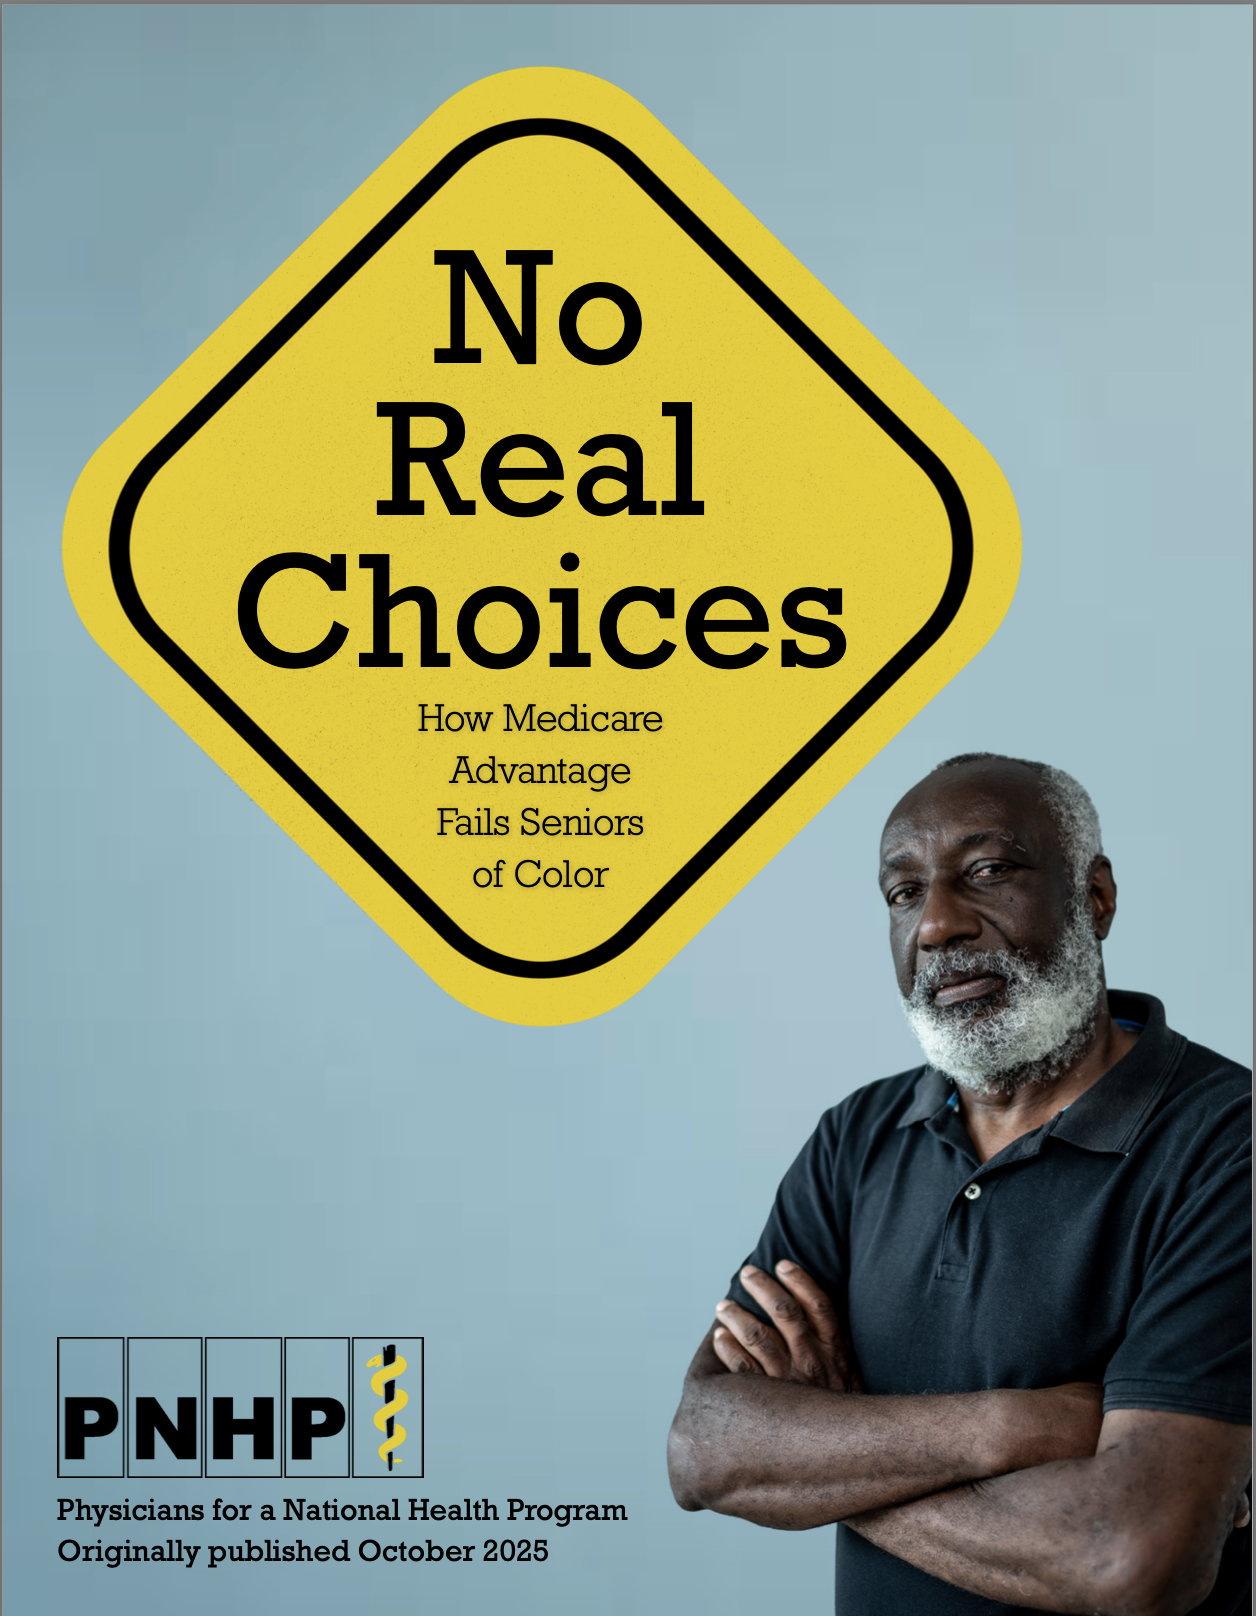 No
Real
Choices
How Medicare
Advantage
Fails Seniors
of Color
PNHP
Physicians for a National Health Program
Originally published October 2025